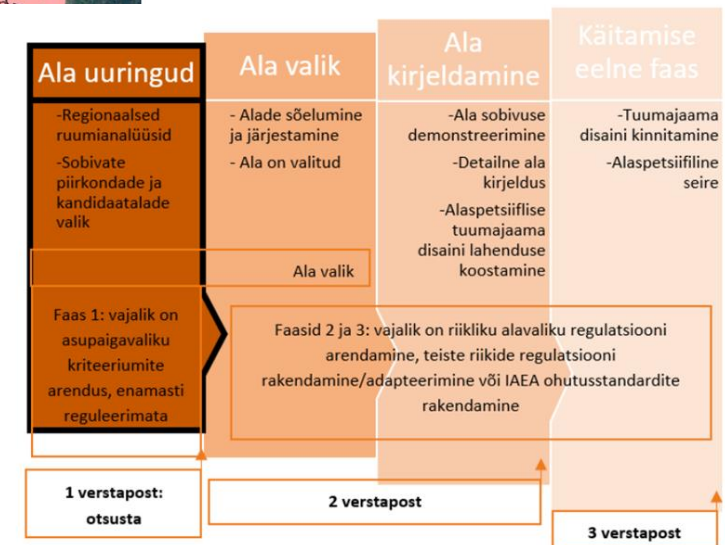 Ala uuringud
-Regionaalsed
ruumianalüüsid
-Sobivate
piirkondade ja
kandidaatalade
valik
Ala valik
- Alade sõelumine
ja järjestamine
- Ala on valitud
Ala
kirjeldamine
-Ala sobivuse
demonstreerimine
-Detailne ala
kirjeldus
-Alaspetsiiflise
tuumajaama
disaini lahenduse
koostamine
Käitamise
eelne faas
-Tuumajaama
disaini kinnitamine
-Alaspetsiifiline
seire
Ala valik
Faas 1: vajalik on
asupaigavaliku
kriteeriumite
arendus, enamasti
reguleerimata
Faasid 2 ja 3: vajalik on riikliku alavaliku regulatsiooni
arendamine, teiste riikide regulatsiooni
rakendamine/adapteerimine või IAEA ohutusstandardite
rakendamine
1 verstapost:
otsusta
2 verstapost
3 verstapost